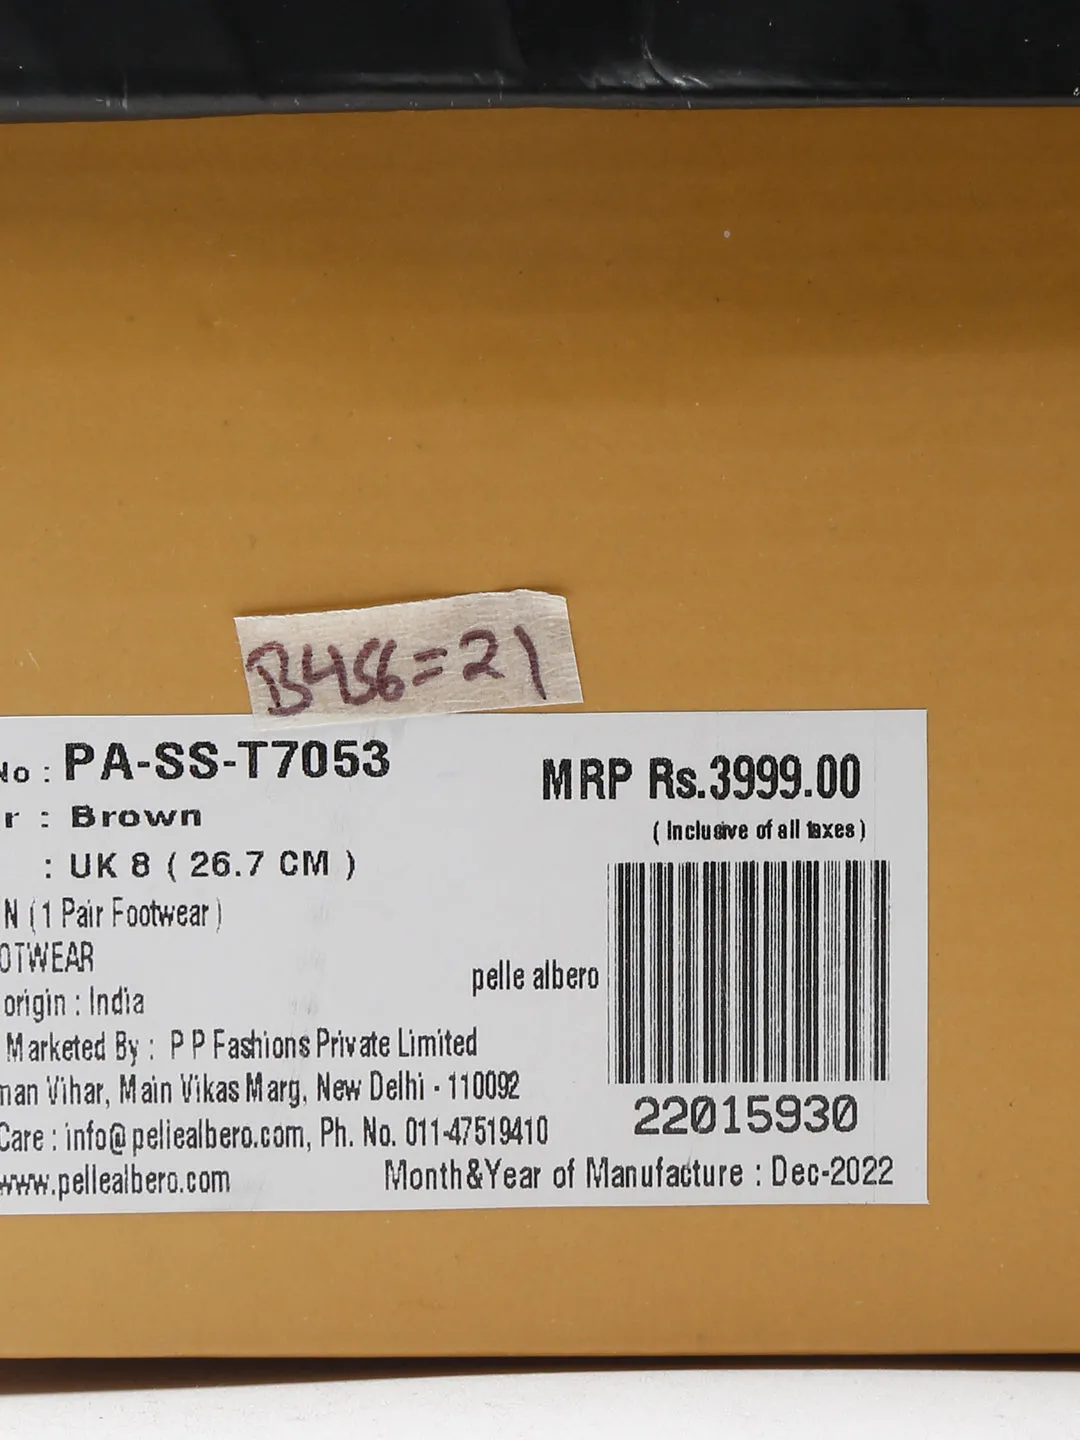 B456=21
No : PA-SS-T7053
MRP Rs.3999.00
r : Brown
( Inclusive of all taxes )
: UK 8 ( 26.7 CM )
N ( 1 Pair Footwear )
OTWEAR
pelle albero
origin : India
Marketed By : P P Fashions Private Limited
man Vihar, Main Vikas Marg, New Delhi - 110092
22015930
Care : info@pellealbero.com, Ph. No. 011-47519410
www.pellealbero.com
Month&Year of Manufacture : Dec-2022